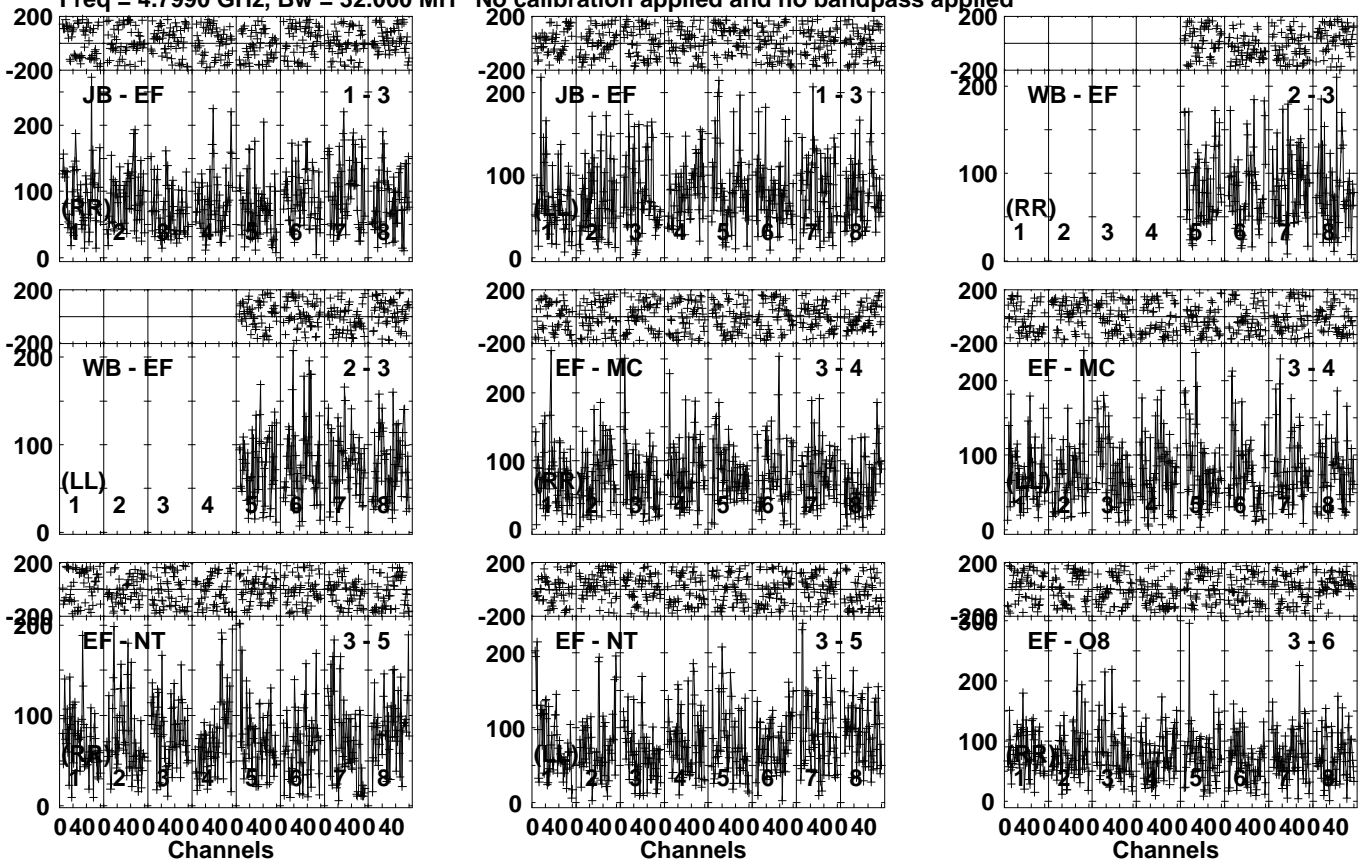 Freq = 4.7990 GHz, Bw = 32.000 MH No calibration applied and no bandpass applied
200 200 200
-200 -200 -200
JB - EF 1 - 3 JB - EF 1 - 3 WB - EF 2 - 3
200 200 200
100 100 100
(RR) (LL) (RR)
1 2 3 4 5 6 7 8 1 2 3 4 5 6 7 8 1 2 3 4 5 6 7 8
0 0 0
200 200 200
-200 -200 -200
200
WB - EF 2 - 3 EF - MC 3 - 4 EF - MC 3 - 4
200 200
100 100 100
(LL) (RR) (LL)
1 2 3 4 5 6 7 8 1 2 3 4 5 6 7 8 1 2 3 4 5 6 7 8
0 0 0
200 200 200
-200 -200 -200
200 300
EF - NT 3 - 5 EF - NT 3 - 5 EF - O8 3 - 6
200 200
100 100 100
(RR) (LL) (RR)
1 2 3 4 5 6 7 8 1 2 3 4 5 6 7 8 1 2 3 4 5 6 7 8
0 0 0
0 40 0 40 0 40 0 40 0 40 0 40 0 40 0 40 0 40 0 40 0 40 0 40 0 40 0 40 0 40 0 40 0 40 0 40 0 40 0 40 0 40 0 40 0 40 0 40
Channels Channels Channels